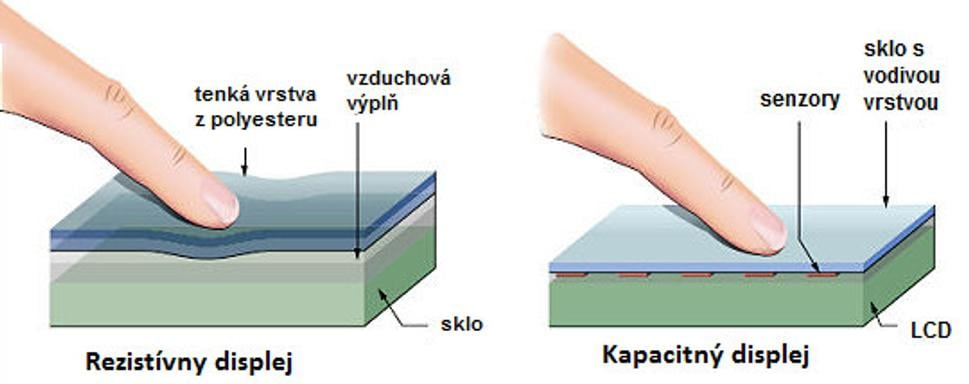 tenká vrstva
z polyesteru
vzduchová
výplň
sklo
Rezistívny displej
senzory
sklo s
vodivou
vrstvou
LCD
Kapacitný displej